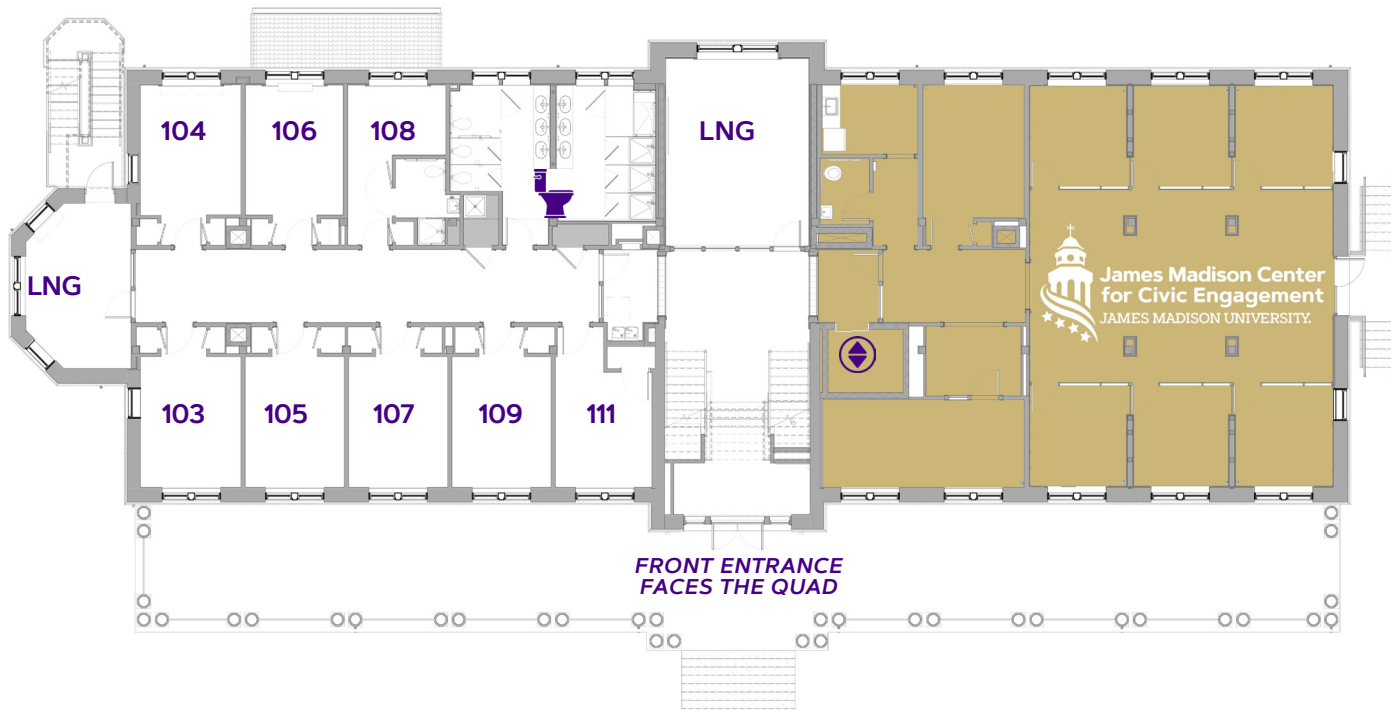 104
106
108
LNG
LNG
James Madison Center
for Civic Engagement
JAMES MADISON UNIVERSITY.
103
105
107
109
111
FRONT ENTRANCE
FACES THE QUAD